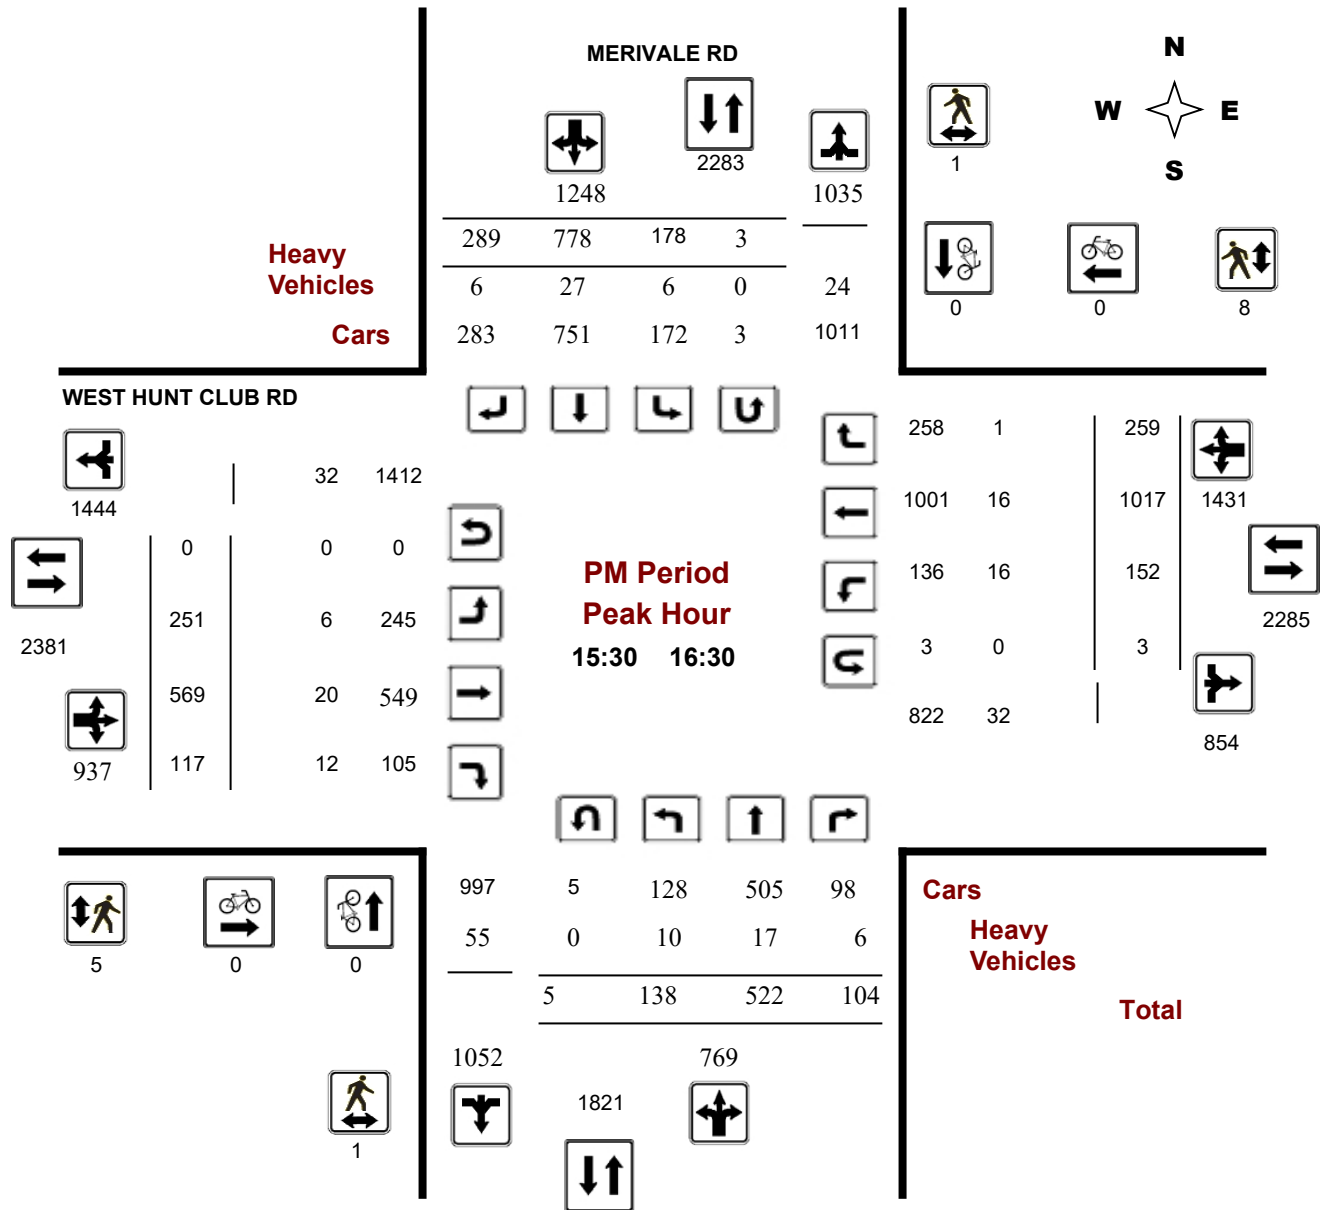 MERIVALE RD
N
W E
S
2283
1
1248
1035
289 778 178 3
Heavy
Vehicles
6 27 6 0 24
Cars
283 751 172 3 1011
0 0 8
WEST HUNT CLUB RD
258 1 259
32 1412
1444
1001 16 1017 1431
0 0 0
PM Period
136 16 152
Peak Hour
251 6 245
2285
2381
15:30 16:30
3 0 3
569 20 549
822 32
854
937 117 12 105
997 5 128 505 98
Cars
55 0 10 17 6
Heavy
Vehicles
5 0 0
5 138 522 104
Total
1052 769
1821
1